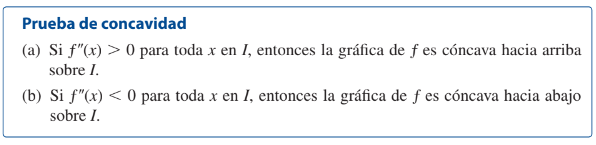 Prueba de concavidad
(a) Si f″(x) > 0 para toda x en I, entonces la gráfica de f es cóncava hacia arriba
sobre I.
(b) Si f″(x) < 0 para toda x en I, entonces la gráfica de f es cóncava hacia abajo
sobre I.